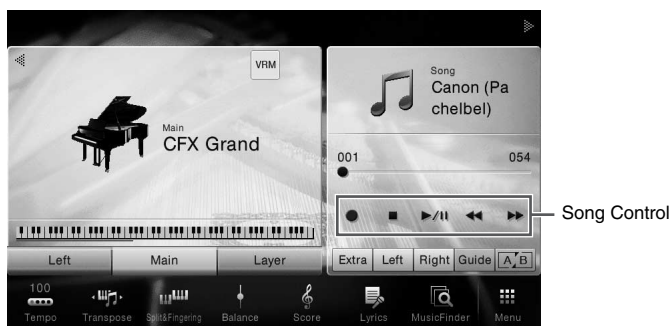 VRM
Main
CFX Grand
Song
Canon (Pa
chelbel)
001 054
Song Control
Left Main Layer
Extra Left Right Guide A B
100
Tempo Transpose Split&Fingering Balance Score Lyrics MusicFinder Menu